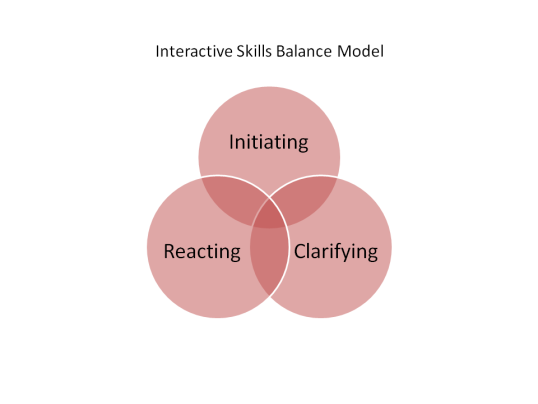 Interactive Skills Balance Model
Initiating
Reacting
Clarifying